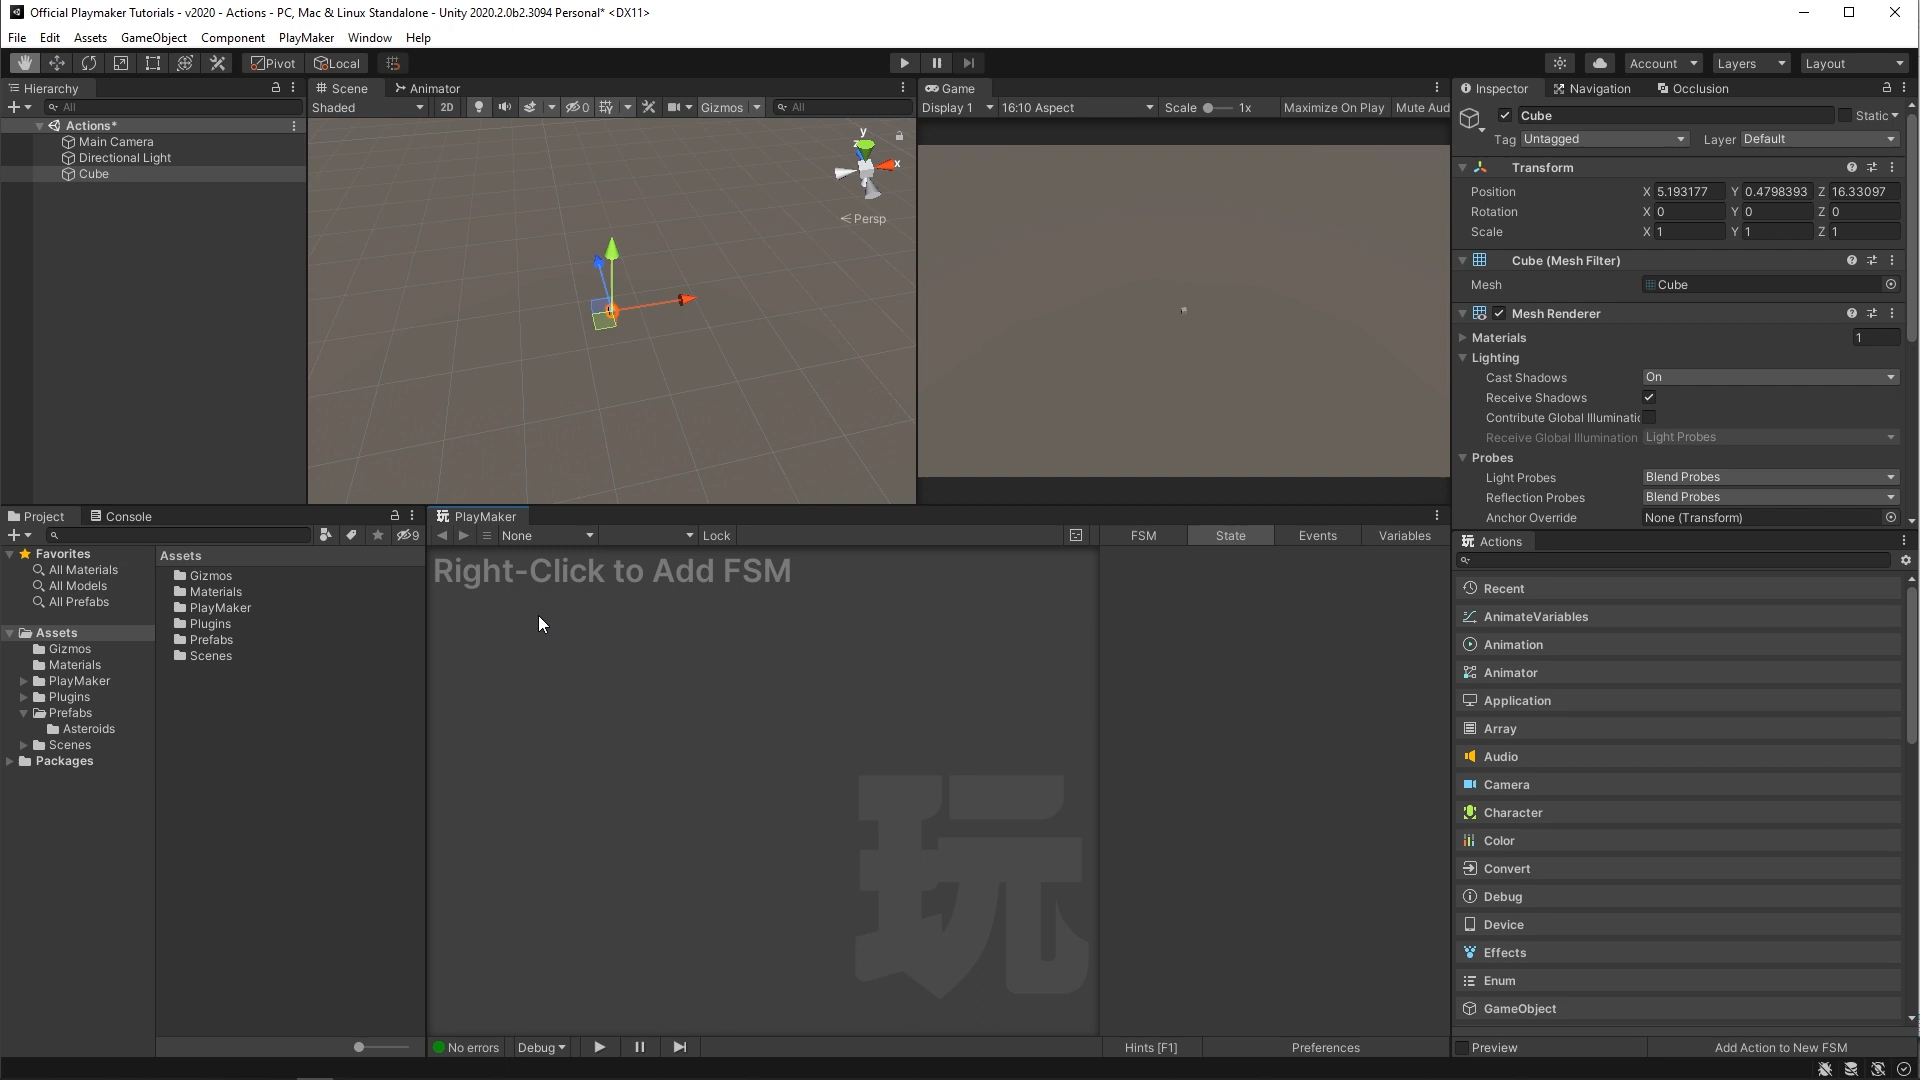 Official Playmaker Tutorials - v2020 - Actions - PC, Mac & Linux Standalone - Unity 2020.2.0b2.3094 Personal* <DX11>
File Edit Assets GameObject Component PlayMaker Window Help
Pivot Local Account Layers Layout
Hierarchy
All
Actions*
Main Camera
Directional Light
Cube
Scene Animator
Shaded 2D 0 Gizmos All
y
z
x
Persp
Game
Display 1 16:10 Aspect Scale 1x Maximize On Play Mute Aud
Inspector Navigation Occlusion
Cube Static
Tag Untagged Layer Default
Transform
Position X 5.193177 Y 0.4798393 Z 16.33097
Rotation X 0 Y 0 Z 0
Scale X 1 Y 1 Z 1
Cube (Mesh Filter)
Mesh Cube
Mesh Renderer
Materials 1
Lighting
Cast Shadows On
Receive Shadows
Contribute Global Illuminatic
Receive Global Illumination Light Probes
Probes
Light Probes Blend Probes
Reflection Probes Blend Probes
Anchor Override None (Transform)
Project Console
9
Favorites
All Materials
All Models
All Prefabs
Assets
Gizmos
Materials
PlayMaker
Plugins
Prefabs
Asteroids
Scenes
Packages
Assets
Gizmos
Materials
PlayMaker
Plugins
Prefabs
Scenes
玩 PlayMaker
None Lock
Right-Click to Add FSM
玩
FSM State Events Variables
No errors Debug Hints [F1] Preferences
玩 Actions
Recent
AnimateVariables
Animation
Animator
Application
Array
Audio
Camera
Character
Color
Convert
Debug
Device
Effects
Enum
GameObject
Preview Add Action to New FSM